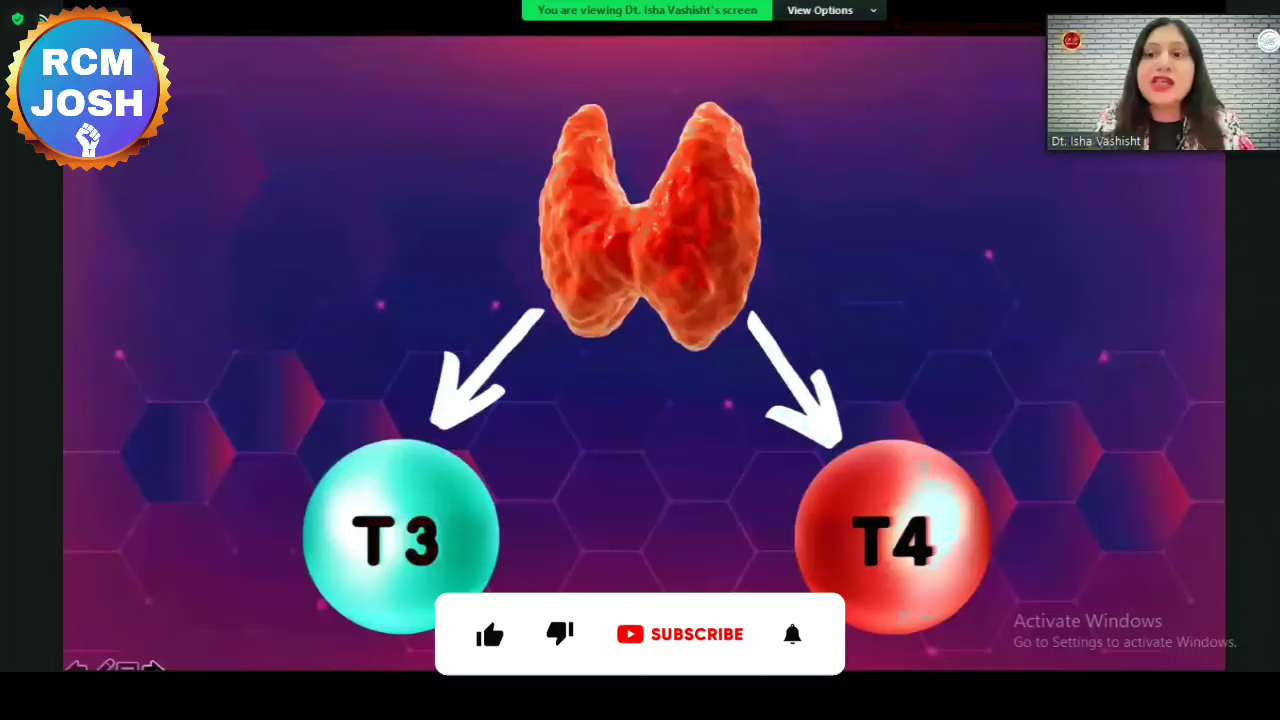 You are viewing Dt. Isha Vashisht's screen
View Options
RCM
JOSH
Dt. Isha Vashisht
T3
T4
SUBSCRIBE
Activate Windows
Go to Settings to activate Windows.